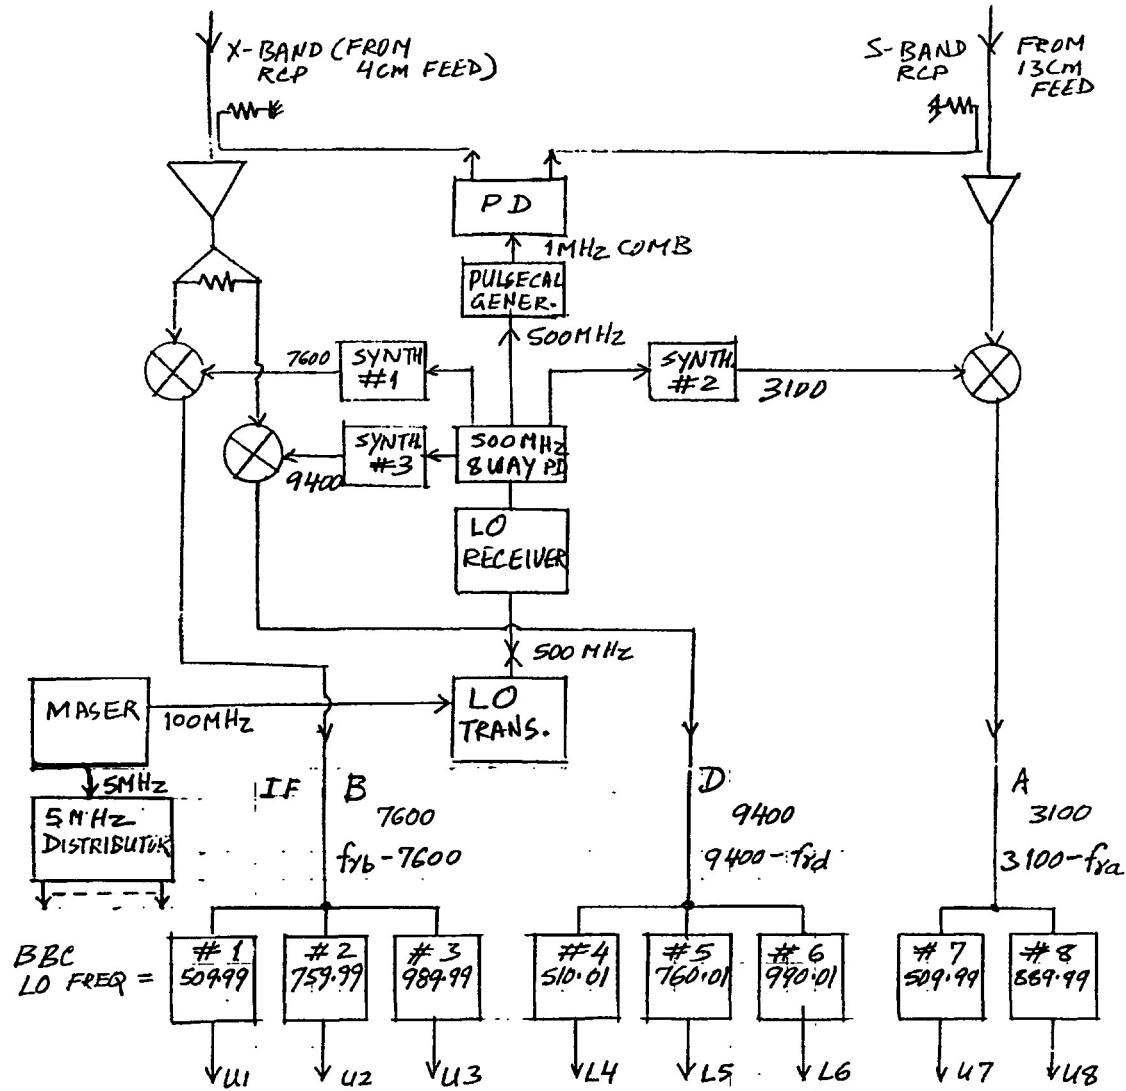 X-BAND (FROM
RCP 4CM FEED)
S-BAND
RCP
FROM
13CM
FEED
PD
1MHz COMB
PULSECAL
GENER.
500MHz
7600
SYNTH
#1
SYNTH.
#2
3100
9400
SYNTH.
#3
500MHz
8 WAY PD
LO
RECEIVER
500 MHz
MASER
100MHz
LO
TRANS.
5MHz
5MHz
DISTRIBUTOR
IF B
7600
fyb-7600
D
9400
9400-fyd
A
3100
3100-fya
BBC
LO FREQ =
#1
509.99
#2
759.99
#3
989.99
#4
510.01
#5
760.01
#6
990.01
#7
509.99
#8
889.99
U1
U2
U3
L4
L5
L6
U7
U8